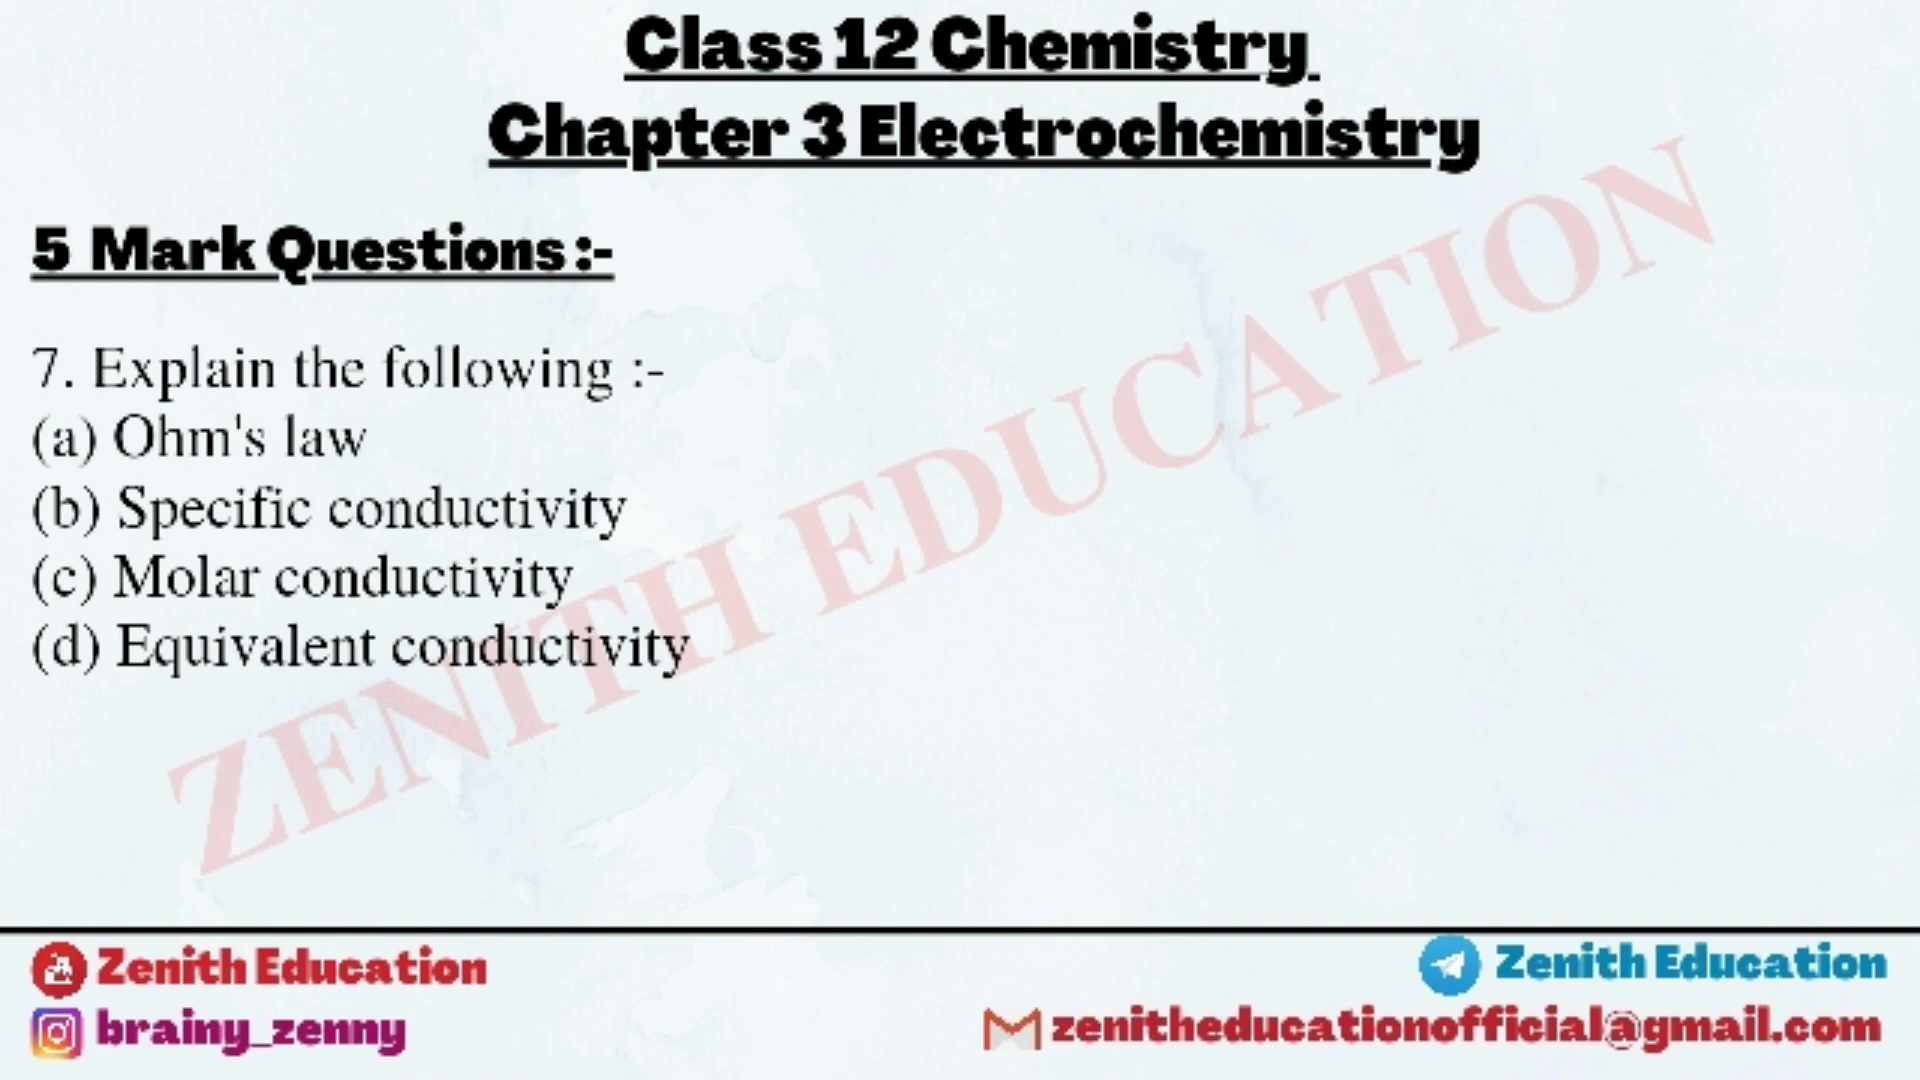 Class 12 Chemistry
Chapter 3 Electrochemistry
5 Mark Questions :-
7. Explain the following :-
(a) Ohm's law
(b) Specific conductivity
(c) Molar conductivity
(d) Equivalent conductivity
ZENITH EDUCATION
Zenith Education
Zenith Education
brainy_zenny
zenitheducationofficial@gmail.com